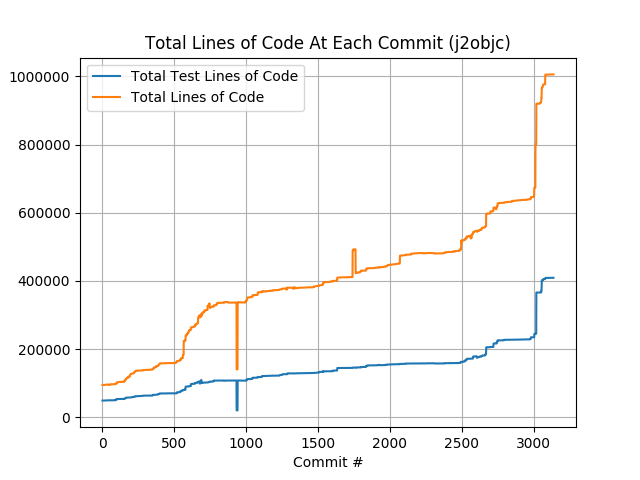 Total Lines of Code At Each Commit (j2objc)
Total Test Lines of Code
Total Lines of Code
1000000
800000
600000
400000
200000
0
0 500 1000 1500 2000 2500 3000
Commit #